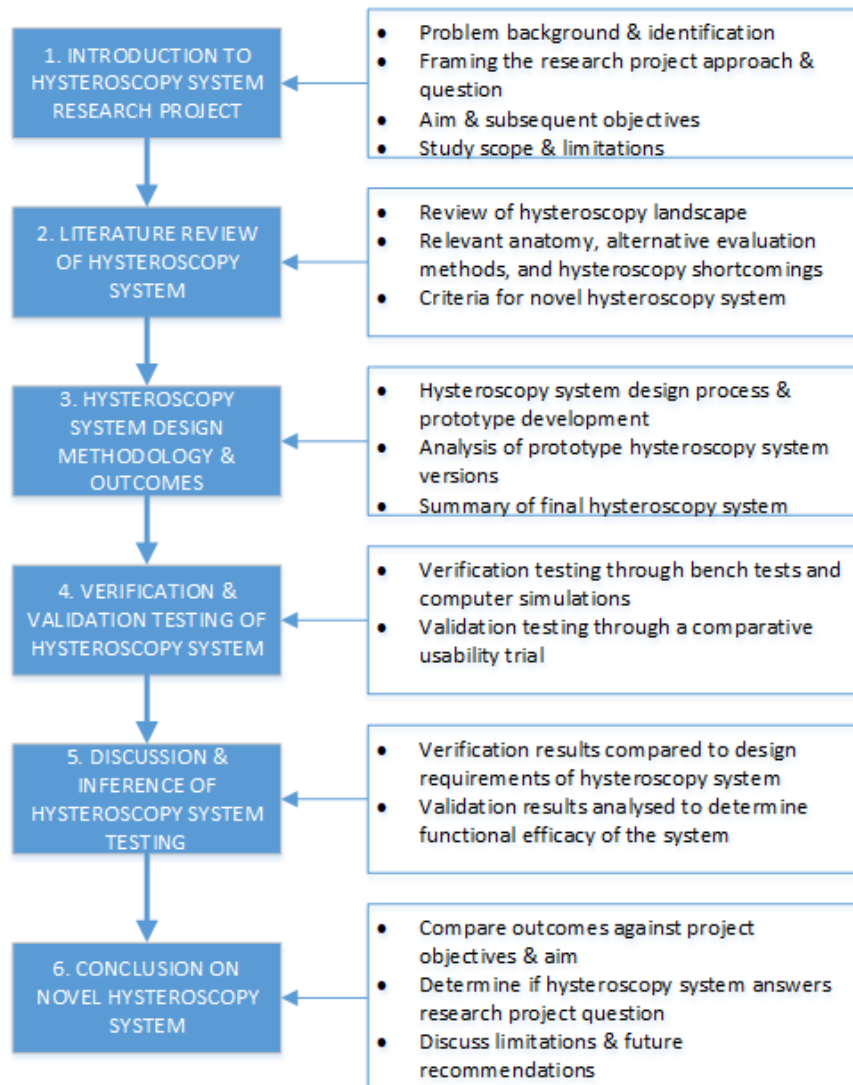 1. INTRODUCTION TO
HYSTEROSCOPY SYSTEM
RESEARCH PROJECT
● Problem background & identification
● Framing the research project approach &
question
● Aim & subsequent objectives
● Study scope & limitations
2. LITERATURE REVIEW
OF HYSTEROSCOPY
SYSTEM
● Review of hysteroscopy landscape
● Relevant anatomy, alternative evaluation
methods, and hysteroscopy shortcomings
● Criteria for novel hysteroscopy system
3. HYSTEROSCOPY
SYSTEM DESIGN
METHODOLOGY &
OUTCOMES
● Hysteroscopy system design process &
prototype development
● Analysis of prototype hysteroscopy system
versions
● Summary of final hysteroscopy system
4. VERIFICATION &
VALIDATION TESTING OF
HYSTEROSCOPY SYSTEM
● Verification testing through bench tests and
computer simulations
● Validation testing through a comparative
usability trial
5. DISCUSSION &
INFERENCE OF
HYSTEROSCOPY SYSTEM
TESTING
● Verification results compared to design
requirements of hysteroscopy system
● Validation results analysed to determine
functional efficacy of the system
6. CONCLUSION ON
NOVEL HYSTEROSCOPY
SYSTEM
● Compare outcomes against project
objectives & aim
● Determine if hysteroscopy system answers
research project question
● Discuss limitations & future
recommendations